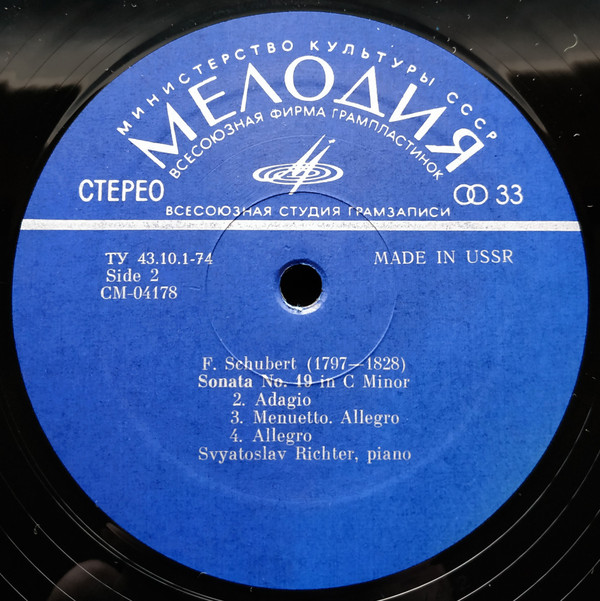 МИНИСТЕРСТВО КУЛЬТУРЫ СССР
МЕЛОДИЯ
ВСЕСОЮЗНАЯ ФИРМА ГРАМПЛАСТИНОК
СТЕРЕО
33
ВСЕСОЮЗНАЯ СТУДИЯ ГРАМЗАПИСИ
ТУ 43.10.1-74
MADE IN USSR
Side 2
CM-04178
F. Schubert (1797—1828)
Sonata No. 19 in C Minor
2. Adagio
3. Menuetto. Allegro
4. Allegro
Svyatoslav Richter, piano